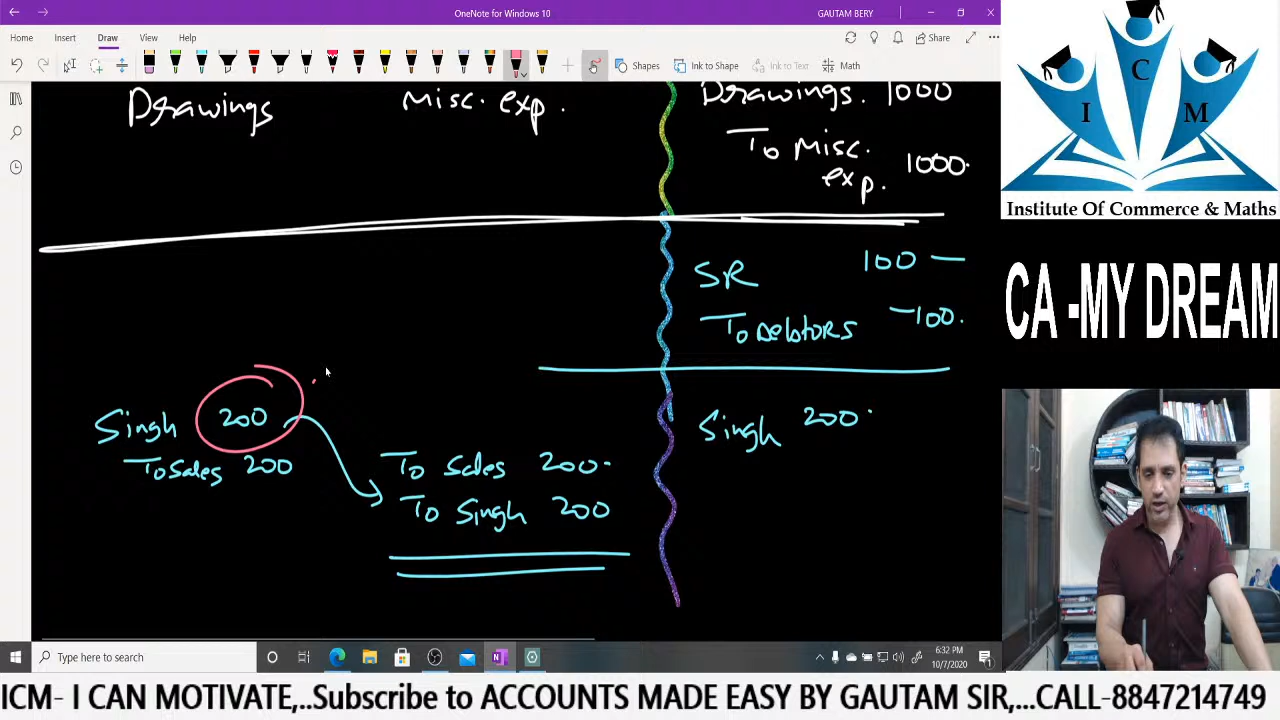 OneNote for Windows 10
GAUTAM BERY
Home Insert Draw View Help
Share
Shapes Ink to Shape Ink to Text Math
Drawings
Misc. exp.
Drawings. 1000
To Misc. exp. 1000.
SR 100
To Debtors 100.
Singh 200
To Sales 200
To Sales 200.
To Singh 200
Singh 200.
I C M
Institute Of Commerce & Maths
CA -MY DREAM
Type here to search
6:32 PM
10/7/2020
1
ICM- I CAN MOTIVATE,..Subscribe to ACCOUNTS MADE EASY BY GAUTAM SIR,...CALL-8847214749